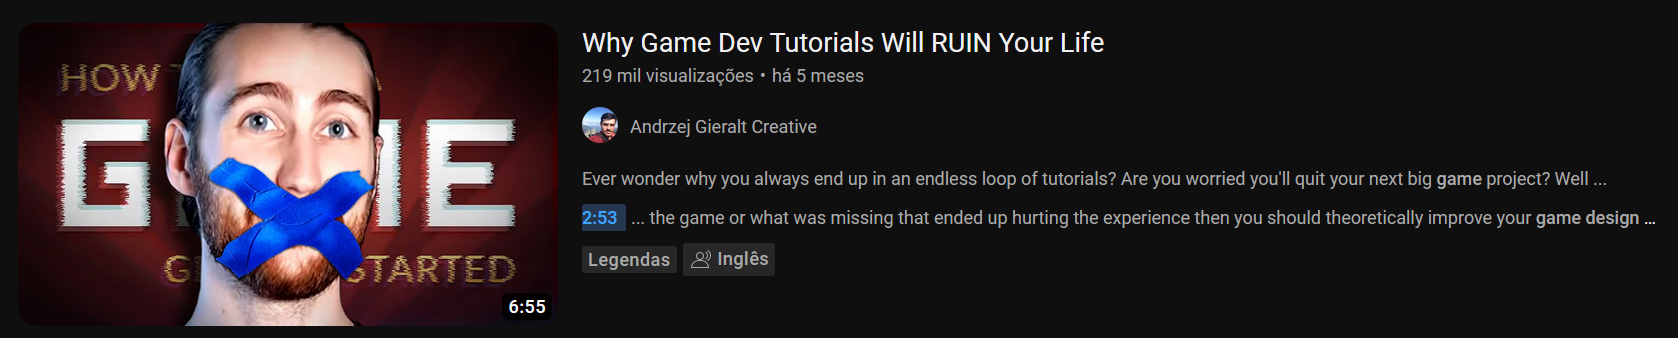 HOW
G ME
G STARTED
6:55
Why Game Dev Tutorials Will RUIN Your Life
219 mil visualizações • há 5 meses
Andrzej Gieralt Creative
Ever wonder why you always end up in an endless loop of tutorials? Are you worried you'll quit your next big game project? Well ...
2:53 ... the game or what was missing that ended up hurting the experience then you should theoretically improve your game design ...
Legendas
Inglês